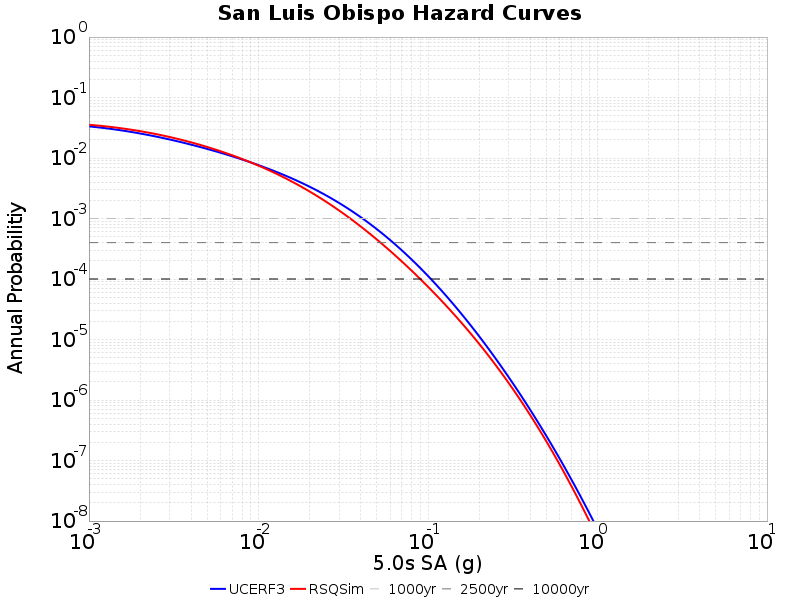 San Luis Obispo Hazard Curves
10^0
10^-1
10^-2
10^-3
10^-4
10^-5
10^-6
10^-7
10^-8
Annual Probabilitiy
10^-3 10^-2 10^-1 10^0 10^1
5.0s SA (g)
UCERF3 RSQSim 1000yr 2500yr 10000yr